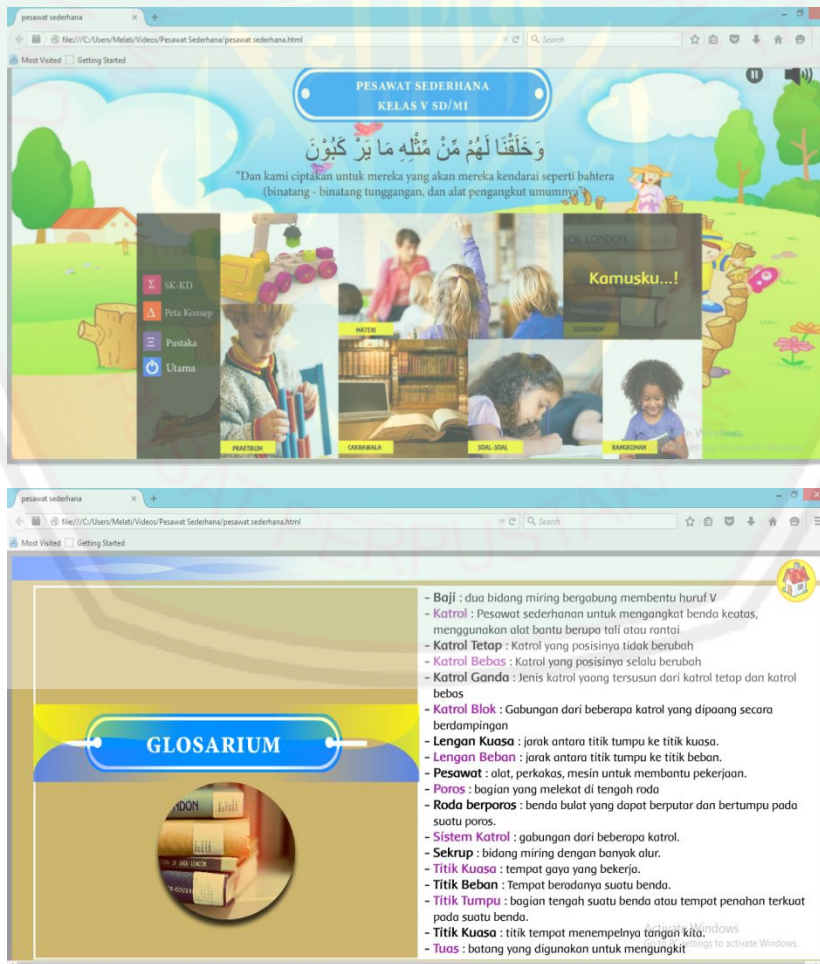 pesawat sederhana
file:///C:/Users/Melati/Videos/Pesawat Sederhana/pesawat sederhana.html
Search
Most Visited
Getting Started
PESAWAT SEDERHANA
KELAS V SD/MI
وَخَلَقْنَا لَهُمْ مِّنْ مِّثْلِهِ مَا يَرْ كَبُوْنَ
"Dan kami ciptakan untuk mereka yang akan mereka kendarai seperti bahtera
(binatang - binatang tunggangan, dan alat pengangkut umumnya")
SK-KD
Peta Konsep
Pustaka
Utama
MATERI
Kamusku...!
GLOSARIUM
PRAKTIKUM
CAKRAWALA
SOAL-SOAL
RANGKUMAN
pesawat sederhana
file:///C:/Users/Melati/Videos/Pesawat Sederhana/pesawat sederhana.html
Search
Most Visited
Getting Started
GLOSARIUM
- Baji : dua bidang miring bergabung membentu huruf V
- Katrol : Pesawat sederhanan untuk mengangkat benda keatas,
menggunakan alat bantu berupa tali atau rantai
- Katrol Tetap : Katrol yang posisinya tidak berubah
- Katrol Bebas : Katrol yang posisinya selalu berubah
- Katrol Ganda : Jenis katrol yaang tersusun dari katrol tetap dan katrol
bebas
- Katrol Blok : Gabungan dari beberapa katrol yang dipaang secara
berdampingan
- Lengan Kuasa : jarak antara titik tumpu ke titik kuasa.
- Lengan Beban : jarak antara titik tumpu ke titik beban.
- Pesawat : alat, perkakas, mesin untuk membantu pekerjaan.
- Poros : bagian yang melekat di tengah roda
- Roda berporos : benda bulat yang dapat berputar dan bertumpu pada
suatu poros.
- Sistem Katrol : gabungan dari beberapa katrol.
- Sekrup : bidang miring dengan banyak alur.
- Titik Kuasa : tempat gaya yang bekerja.
- Titik Beban : Tempat beradanya suatu benda.
- Titik Tumpu : bagian tengah suatu benda atau tempat penahan terkuat
pada suatu benda.
- Titik Kuasa : titik tempat menempelnya tangan kita.
- Tuas : batang yang digunakan untuk mengungkit
Activate Windows
Go to PC settings to activate Windows.